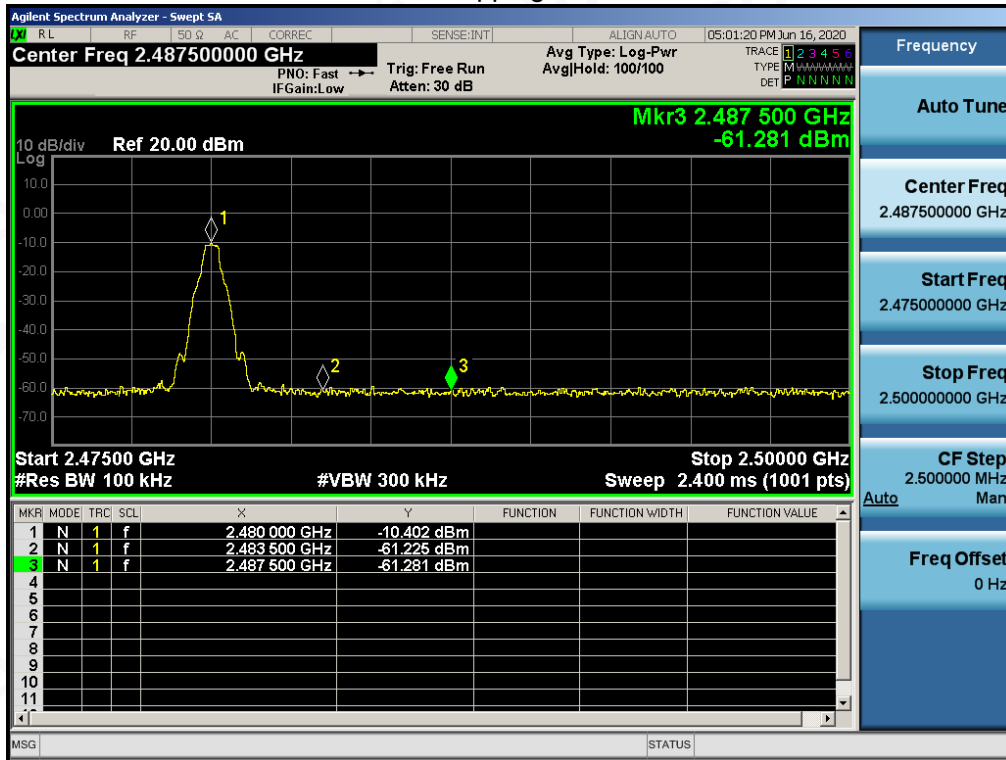 Agilent Spectrum Analyzer - Swept SA
LXI RL RF 50 Ω AC CORREC SENSE:INT ALIGN AUTO 05:01:20 PM Jun 16, 2020
Center Freq 2.487500000 GHz
PNO: Fast
IFGain:Low
Trig: Free Run
Atten: 30 dB
Avg Type: Log-Pwr
Avg|Hold: 100/100
TRACE 1 2 3 4 5 6
TYPE M WWWWW
DET P N N N N N
Mkr3 2.487 500 GHz
-61.281 dBm
10 dB/div Ref 20.00 dBm
Log
10.0
0.00
-10.0
-20.0
-30.0
-40.0
-50.0
-60.0
-70.0
1
2
3
Start 2.47500 GHz Stop 2.50000 GHz
#Res BW 100 kHz #VBW 300 kHz Sweep 2.400 ms (1001 pts)
MKR MODE TRC SCL X Y FUNCTION FUNCTION WIDTH FUNCTION VALUE
1 N 1 f 2.480 000 GHz -10.402 dBm
2 N 1 f 2.483 500 GHz -61.225 dBm
3 N 1 f 2.487 500 GHz -61.281 dBm
4
5
6
7
8
9
10
11
MSG STATUS
Frequency
Auto Tune
Center Freq
2.487500000 GHz
Start Freq
2.475000000 GHz
Stop Freq
2.500000000 GHz
CF Step
2.500000 MHz
Auto Man
Freq Offset
0 Hz